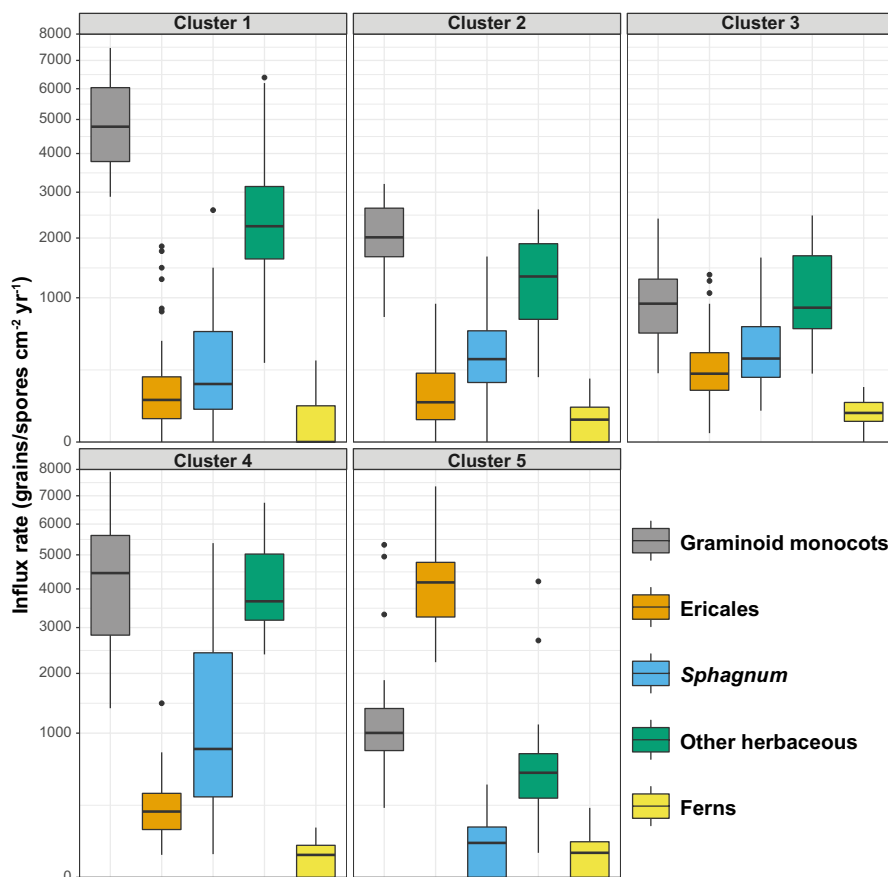 Cluster 1
Cluster 2
Cluster 3
8000
7000
6000
5000
4000
3000
2000
1000
0
Cluster 4
Cluster 5
8000
7000
6000
5000
4000
3000
2000
1000
0
Influx rate (grains/spores cm⁻² yr⁻¹)
Graminoid monocots
Ericales
Sphagnum
Other herbaceous
Ferns